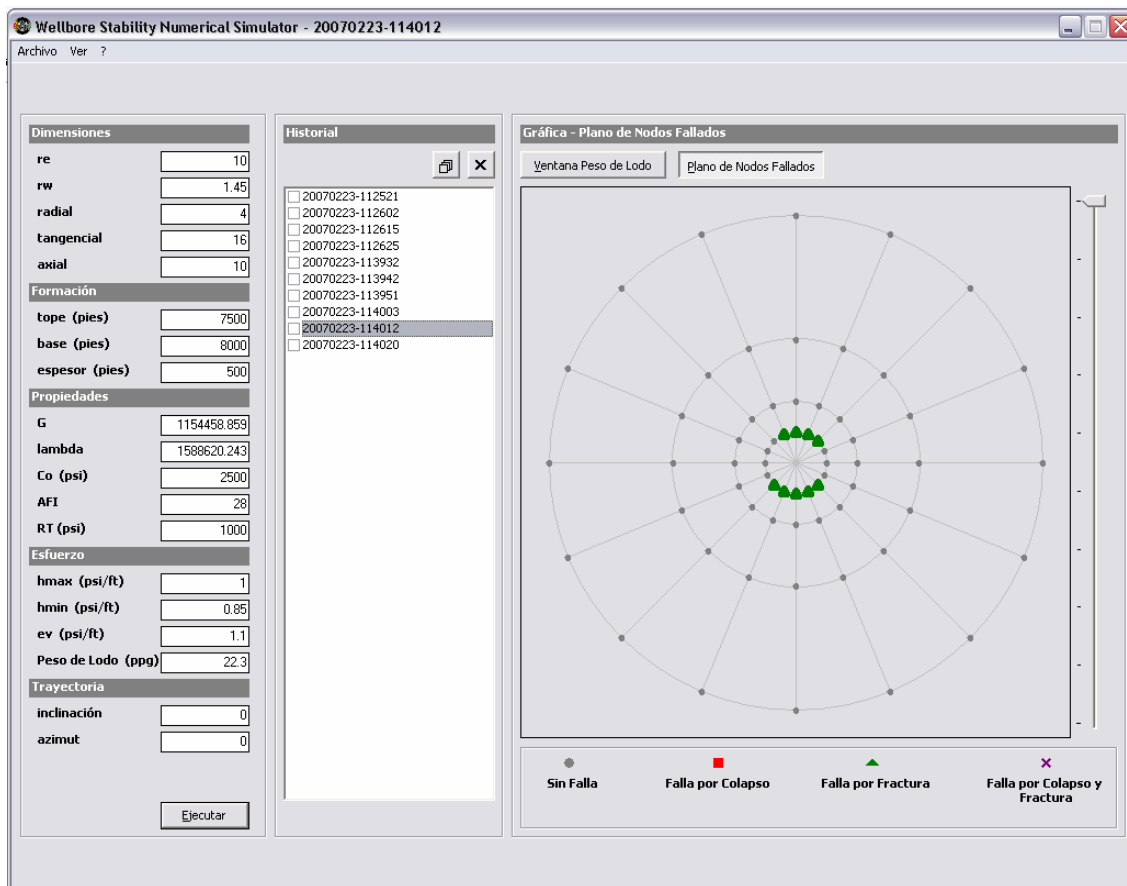 Wellbore Stability Numerical Simulator - 20070223-114012
Archivo Ver ?
Dimensiones
re 10
rw 1.45
radial 4
tangencial 16
axial 10
Formación
tope (pies) 7500
base (pies) 8000
espesor (pies) 500
Propiedades
G 1154458.859
lambda 1588620.243
Co (psi) 2500
AFI 28
RT (psi) 1000
Esfuerzo
hmax (psi/ft) 1
hmin (psi/ft) 0.85
ev (psi/ft) 1.1
Peso de Lodo (ppg) 22.3
Trayectoria
inclinación 0
azimut 0
Ejecutar
Historial
20070223-112521
20070223-112602
20070223-112615
20070223-112625
20070223-113932
20070223-113942
20070223-113951
20070223-114003
20070223-114012
20070223-114020
Gráfica - Plano de Nodos Fallados
Ventana Peso de Lodo Plano de Nodos Fallados
Sin Falla Falla por Colapso Falla por Fractura Falla por Colapso y
Fractura